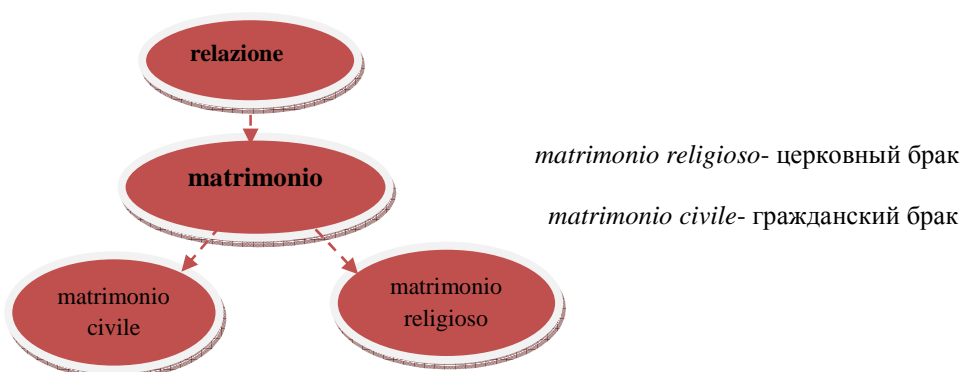 relazione
matrimonio
matrimonio religioso- церковный брак
matrimonio civile- гражданский брак
matrimonio
civile
matrimonio
religioso